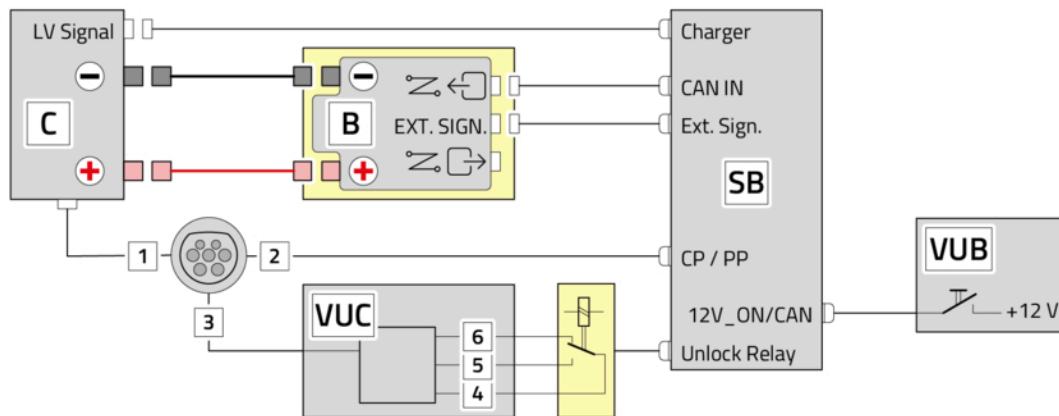 LV Signal
Charger
C
B
EXT. SIGN.
CAN IN
Ext. Sign.
SB
1
2
CP / PP
3
VUC
6
5
4
12V_ON/CAN
Unlock Relay
VUB
+12 V